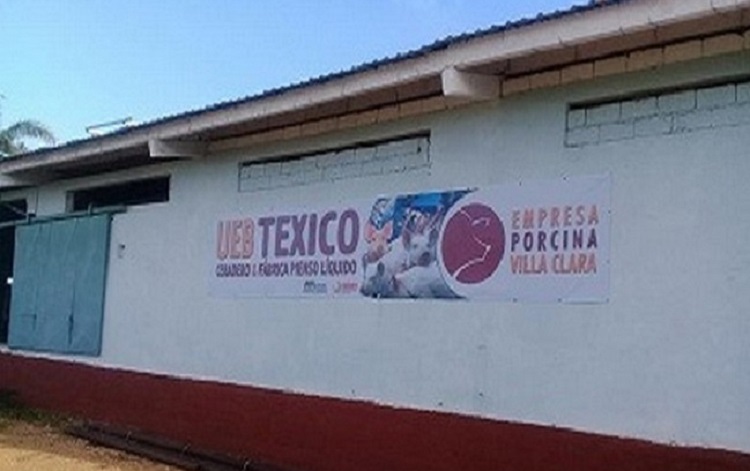 UEB TEXICO
CEBADERO & FÁBRICA PIENSO LÍQUIDO
EMPRESA
PORCINA
VILLA CLARA